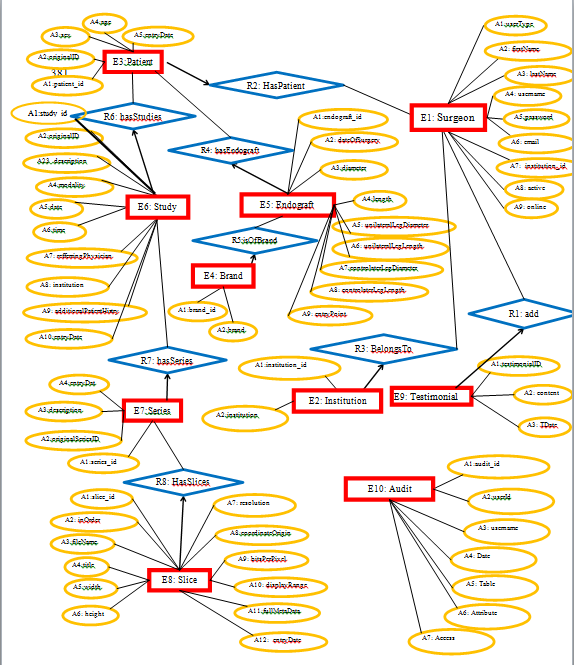 A4.age
A3.sex
A5.entryDate
A2.originalID
E3.Patient
381
A1.patient_id
R2: HasPatient
A1.userType
A2: firstName
A3: lastName
A4: username
A5.password
A6: email
A7: institution_id
A8: active
A9: online
E1: Surgeon
A1.study_id
R6: hasStudies
A2.originalID
A23.description
A4.modality
A5.date
A6.time
E6: Study
A7: refferingPhysician
A8: institution
A9: additionalPatientHisty
A10.entryDate
R4: hasEndograft
A1.endograft_id
A2: dateOfSurgery
A3.diameter
E5: Endograft
A4.length
A5: unilateralLegDiameter
A6: unilateralLegLength
A7.contrlateralLegDiameter
A8: contrlateralLegLength
A9: entryPoint
R5.isOfBrand
E4: Brand
A1.brand_id
A2.brand
R1: add
R3: BelongsTo
A1.institution_id
A2.institution
E2: Institution
E9: Testimonial
A1.testimonialID
A2: content
A3: TDate
R7: hasSeries
A4.entryDat
A3.description
A2.originalSeriesID
A1:series_id
E7:Series
R8: HasSlices
A1.slice_id
A2: inOrder
A3.fileName
A4.title
A5.width
A6: height
E8: Slice
A7: resolution
A8.coordinateOrigin
A9: bitsPerPixel
A10: displayRange
A11.fullMetaData
A12: entryDate
E10: Audit
A1.audit_id
A2.userId
A3: username
A4: Date
A5: Table
A6: Attribute
A7: Access